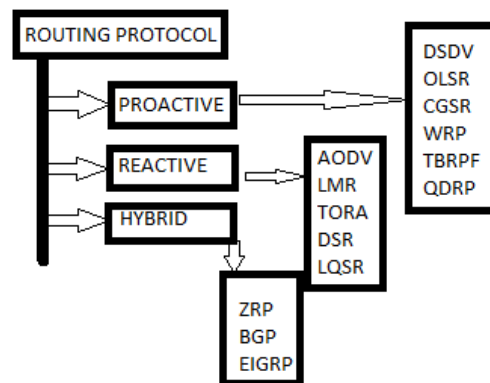 ROUTING PROTOCOL
PROACTIVE
DSDV
OLSR
CGSR
WRP
TBRPF
QDRP
REACTIVE
AODV
LMR
TORA
DSR
LQSR
HYBRID
ZRP
BGP
EIGRP